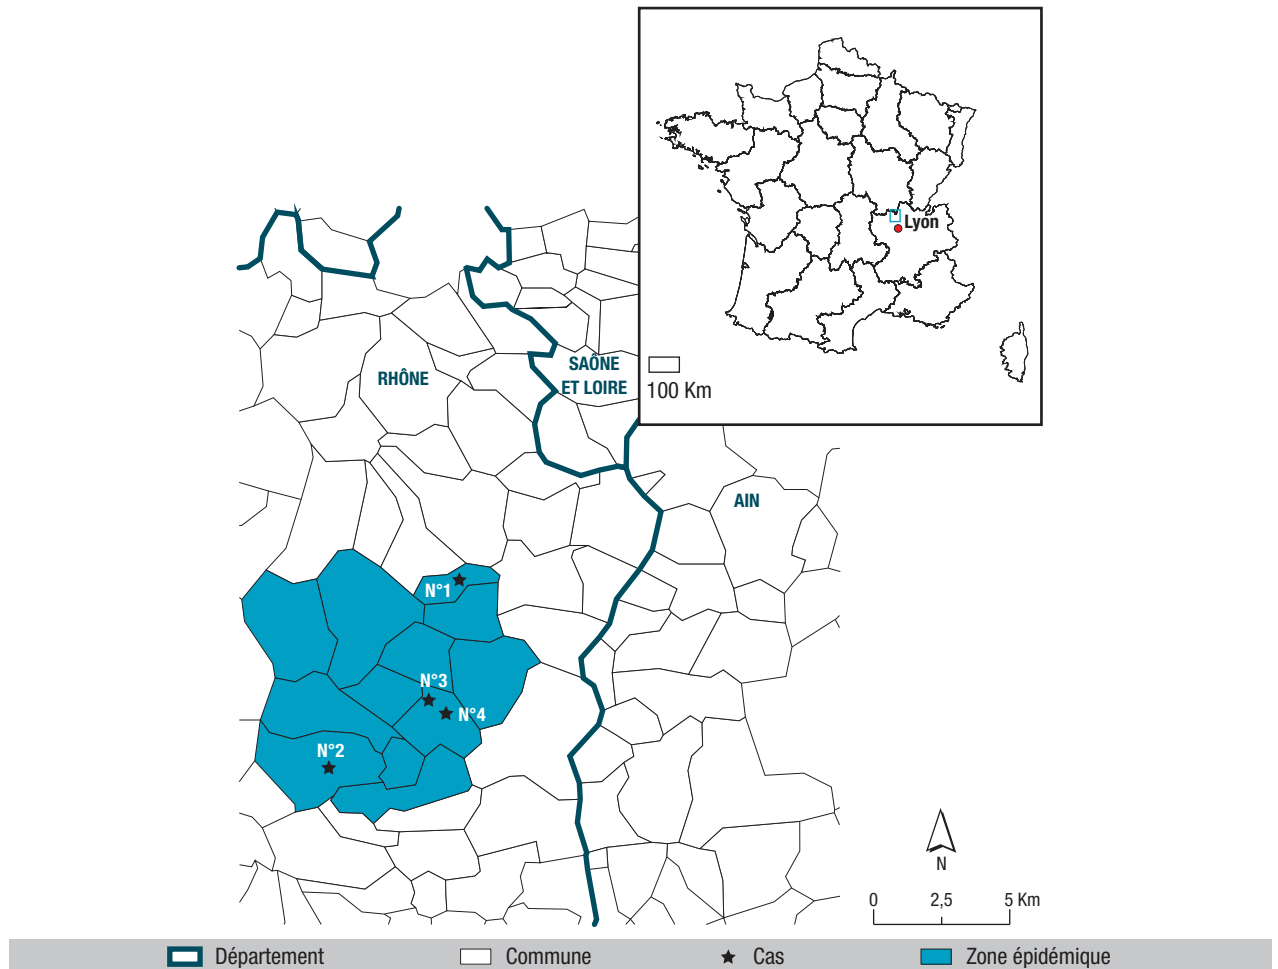 Lyon
100 Km
RHÔNE
SAÔNE
ET LOIRE
AIN
N°1
N°3
N°4
N°2
N
0 2,5 5 Km
Département Commune Cas Zone épidémique